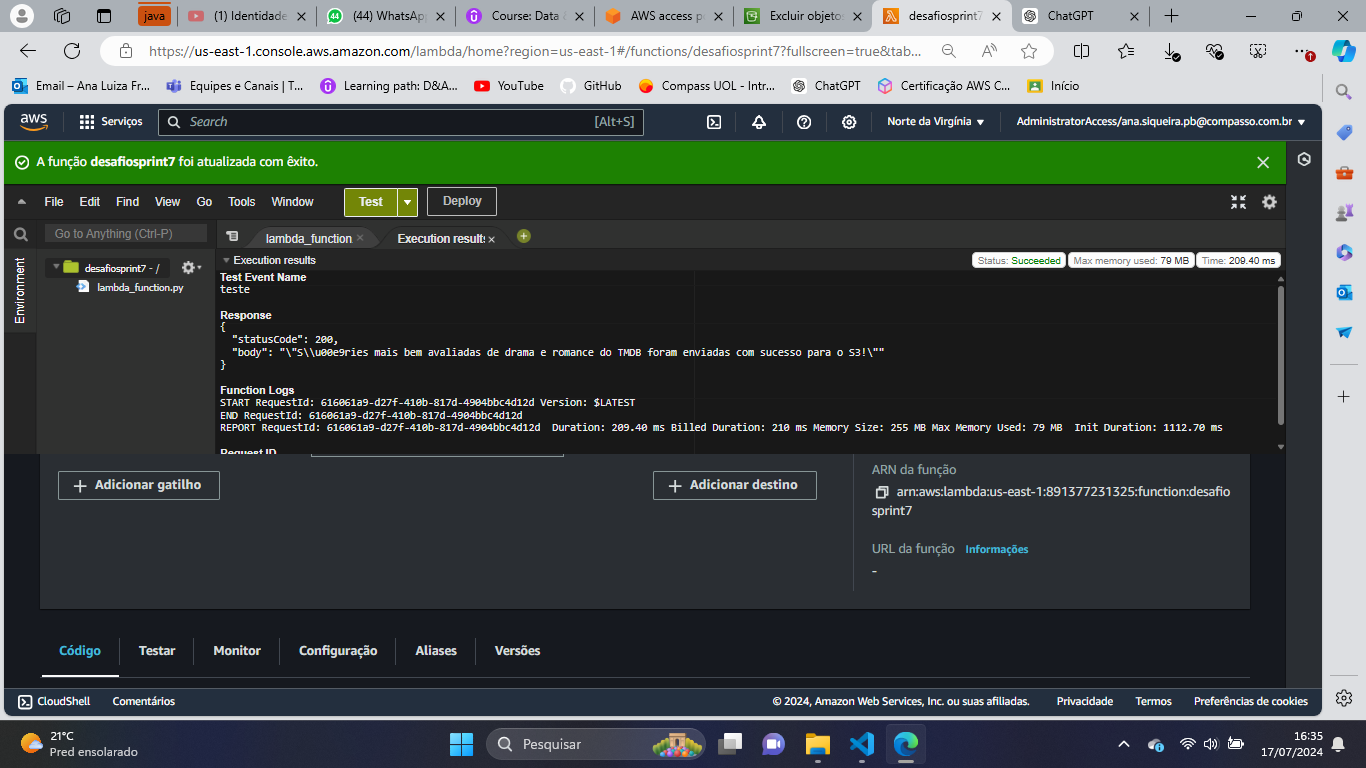 java
(1) Identidade
(44) WhatsAp
Course: Data
AWS access p
Excluir objetos
desafiosprint7
ChatGPT
https://us-east-1.console.aws.amazon.com/lambda/home?region=us-east-1#/functions/desafiosprint7?fullscreen=true&tab...
Email – Ana Luiza Fr...
Equipes e Canais | T...
Learning path: D&A...
YouTube
GitHub
Compass UOL - Intr...
ChatGPT
Certificação AWS C...
Início
aws
Serviços
Search
[Alt+S]
Norte da Virgínia
AdministratorAccess/ana.siqueira.pb@compasso.com.br
A função desafiosprint7 foi atualizada com êxito.
File Edit Find View Go Tools Window
Test
Deploy
Go to Anything (Ctrl-P)
lambda_function
Execution results
Environment
desafiosprint7 - /
lambda_function.py
Execution results
Status: Succeeded
Max memory used: 79 MB
Time: 209.40 ms
Test Event Name
teste
Response
{
"statusCode": 200,
"body": "\"S\\u00e9ries mais bem avaliadas de drama e romance do TMDB foram enviadas com sucesso para o S3!\""
}
Function Logs
START RequestId: 616061a9-d27f-410b-817d-4904bbc4d12d Version: $LATEST
END RequestId: 616061a9-d27f-410b-817d-4904bbc4d12d
REPORT RequestId: 616061a9-d27f-410b-817d-4904bbc4d12d Duration: 209.40 ms Billed Duration: 210 ms Memory Size: 255 MB Max Memory Used: 79 MB Init Duration: 1112.70 ms
Request ID
Adicionar gatilho
Adicionar destino
ARN da função
arn:aws:lambda:us-east-1:891377231325:function:desafio
sprint7
URL da função Informações
-
Código
Testar
Monitor
Configuração
Aliases
Versões
CloudShell
Comentários
© 2024, Amazon Web Services, Inc. ou suas afiliadas.
Privacidade
Termos
Preferências de cookies
21°C
Pred ensolarado
Pesquisar
16:35
17/07/2024